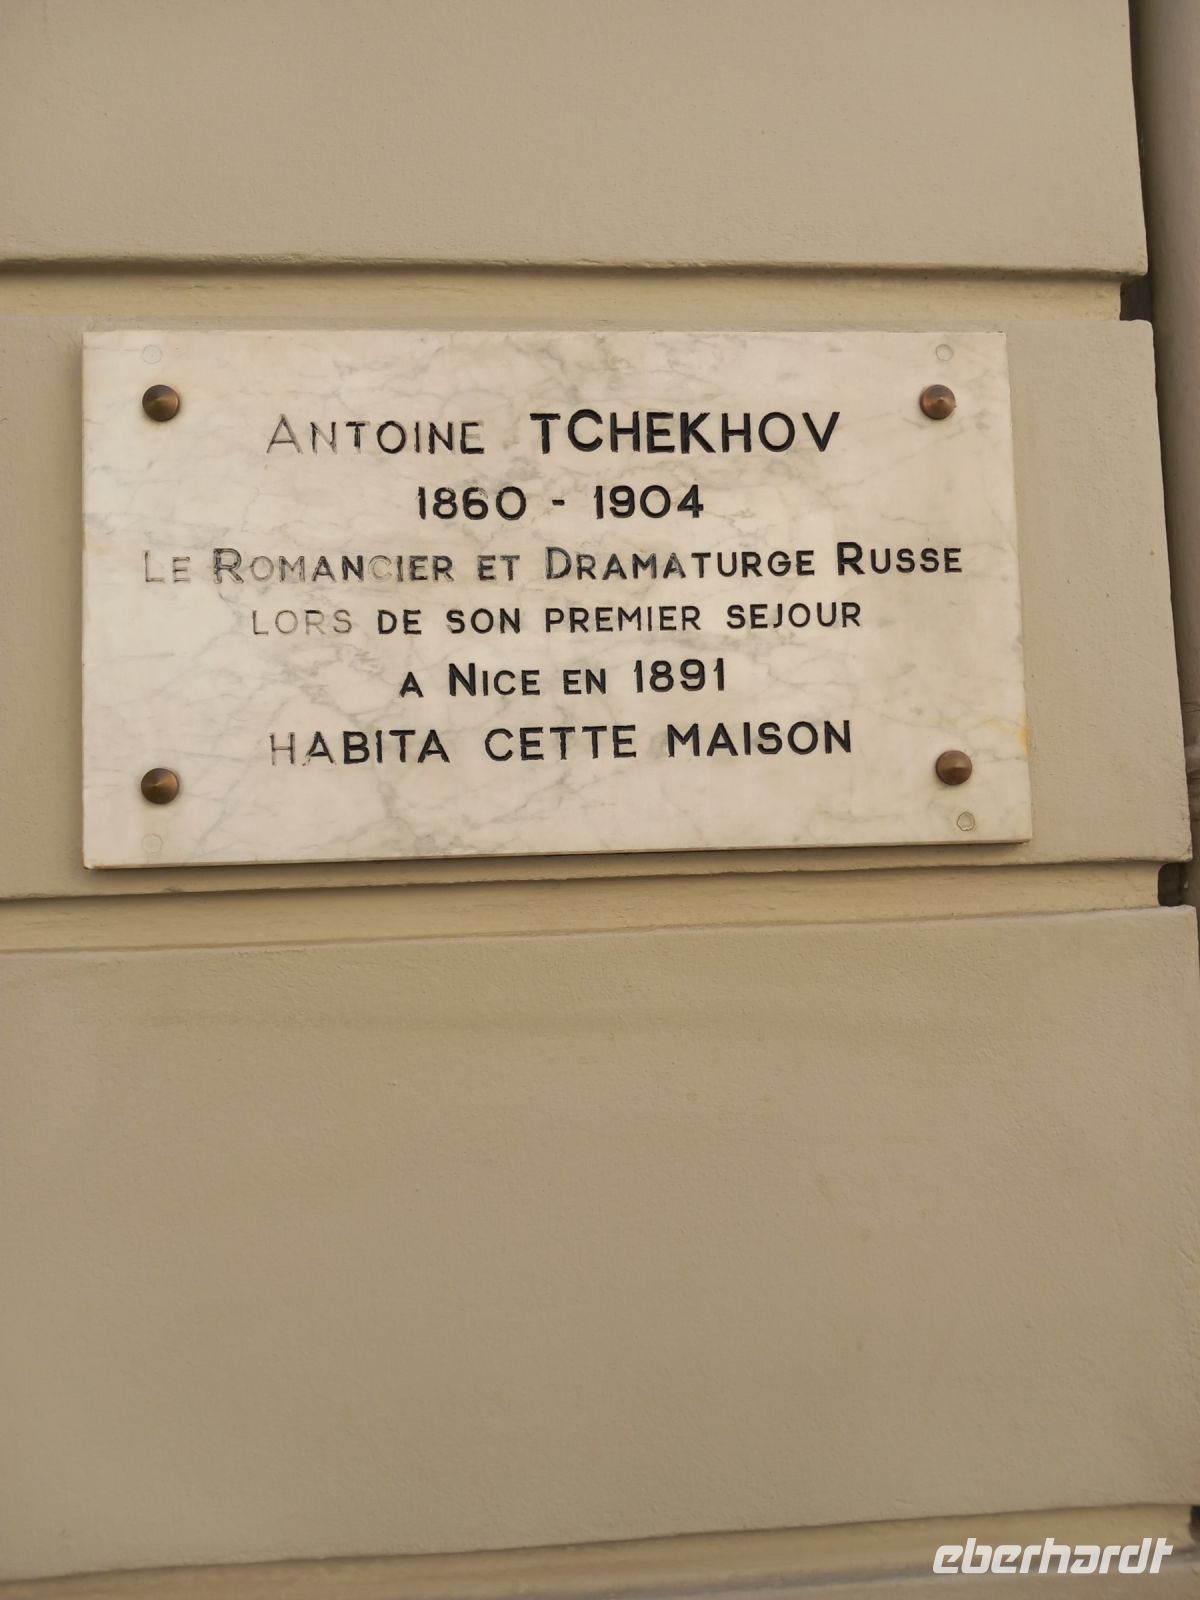 ANTOINE TCHEKHOV
1860 - 1904
LE ROMANCIER ET DRAMATURGE RUSSE
LORS DE SON PREMIER SEJOUR
A NICE EN 1891
HABITA CETTE MAISON
eberhardt